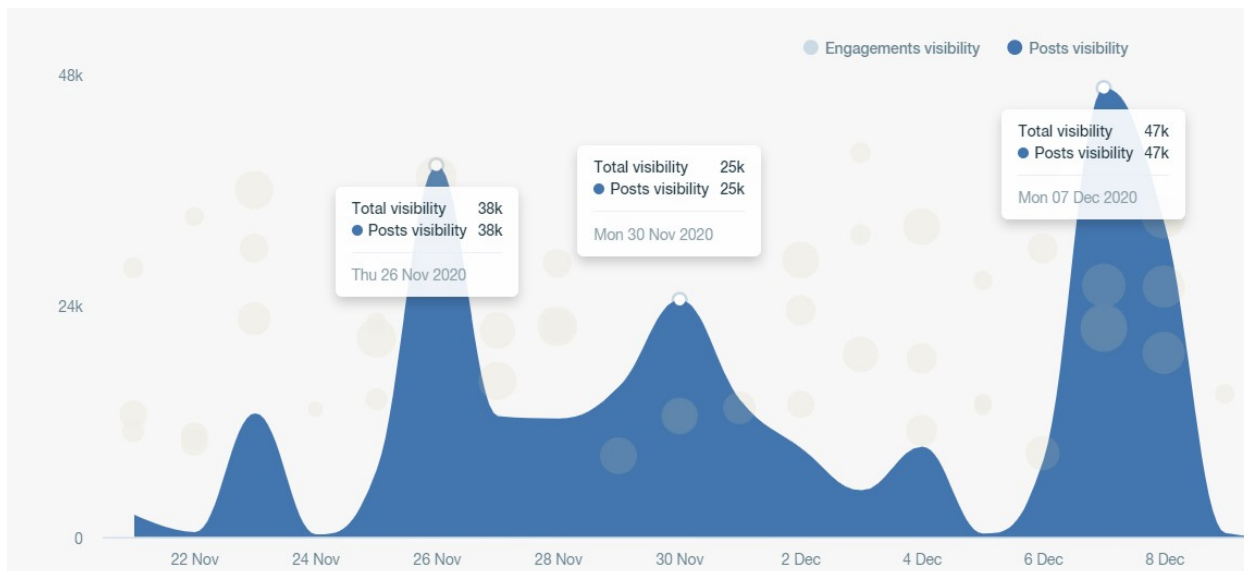 Engagements visibility Posts visibility
48k
Total visibility 47k
Posts visibility 47k
Mon 07 Dec 2020
Total visibility 25k
Posts visibility 25k
Mon 30 Nov 2020
Total visibility 38k
Posts visibility 38k
Thu 26 Nov 2020
24k
0
22 Nov 24 Nov 26 Nov 28 Nov 30 Nov 2 Dec 4 Dec 6 Dec 8 Dec